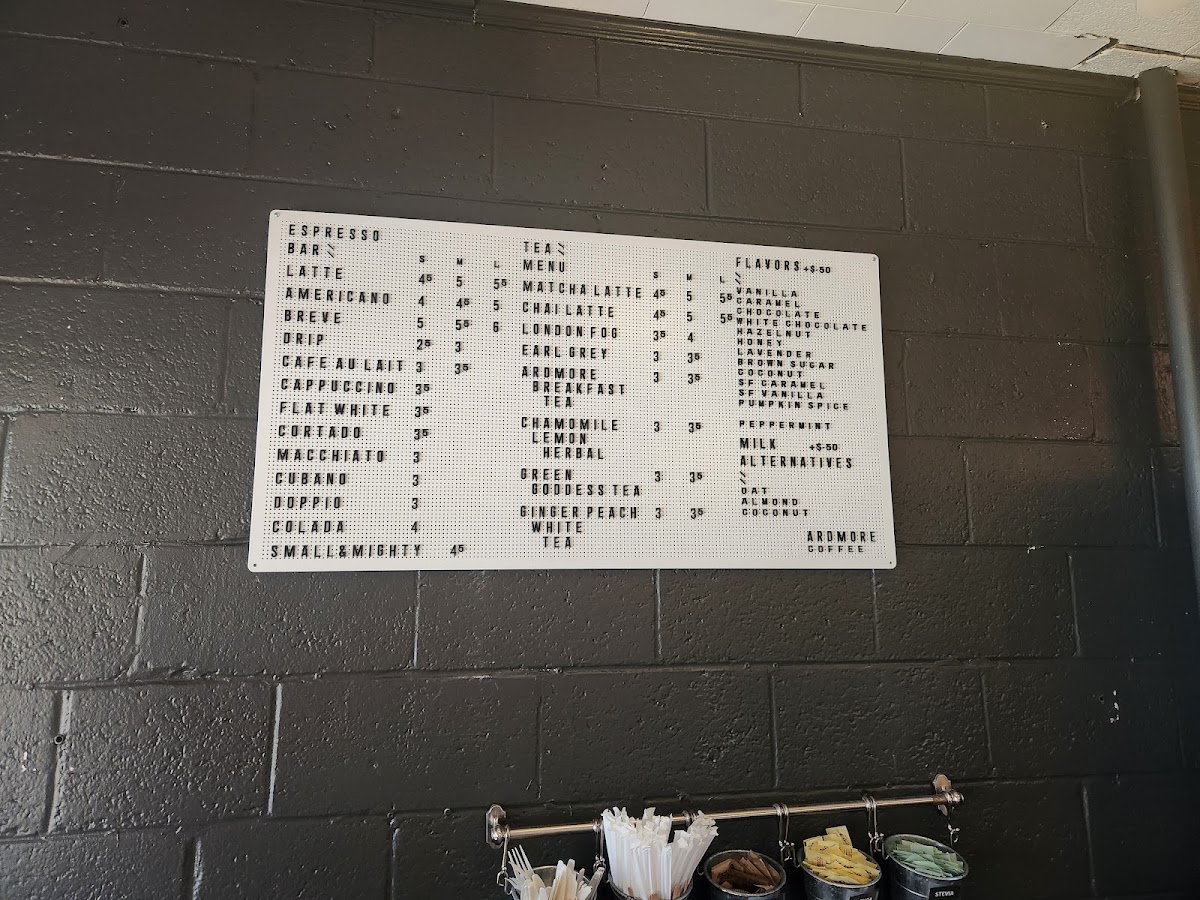 ESPRESSO
BAR
S M L
LATTE 4⁵ 5 5⁵
AMERICANO 4 4⁵ 5
BREVE 5 5⁵ 6
DRIP 2⁵ 3
CAFE AU LAIT 3 3⁵
CAPPUCCINO 3⁵
FLAT WHITE 3⁵
CORTADO 3⁵
MACCHIATO 3
CUBANO 3
DOPPIO 3
COLADA 4
SMALL&MIGHTY 4⁵
TEA
MENU
S M L
MATCHA LATTE 4⁵ 5 5⁵
CHAI LATTE 4⁵ 5 5⁵
LONDON FOG 3⁵ 4
EARL GREY 3 3⁵
ARDMORE 3 3⁵
BREAKFAST
TEA
CHAMOMILE 3 3⁵
LEMON
HERBAL
GREEN 3 3⁵
GODDESS TEA
GINGER PEACH 3 3⁵
WHITE
TEA
FLAVORS +$.50
VANILLA
CARAMEL
CHOCOLATE
WHITE CHOCOLATE
HAZELNUT
HONEY
LAVENDER
BROWN SUGAR
COCONUT
SF CARAMEL
SF VANILLA
PUMPKIN SPICE
PEPPERMINT
MILK +$.50
ALTERNATIVES
OAT
ALMOND
COCONUT
ARDMORE
COFFEE
STEVIA